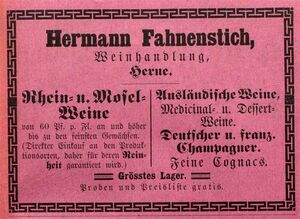 Hermann Fahnenstich,
Weinhandlung,
Herne.
Rhein- u. Mosel-
Weine
von 60 Pf. p. Fl. an und höher
bis zu den feinsten Gewächsen.
(Direkter Einkauf an den Produk-
tionsorten, daher für deren Rein-
heit garantiert wird.)
Ausländische Weine,
Medicinal- u. Dessert-
Weine.
Deutscher u. franz.
Champagner.
Feine Cognacs.
Grösstes Lager.
Proben und Preisliste gratis.